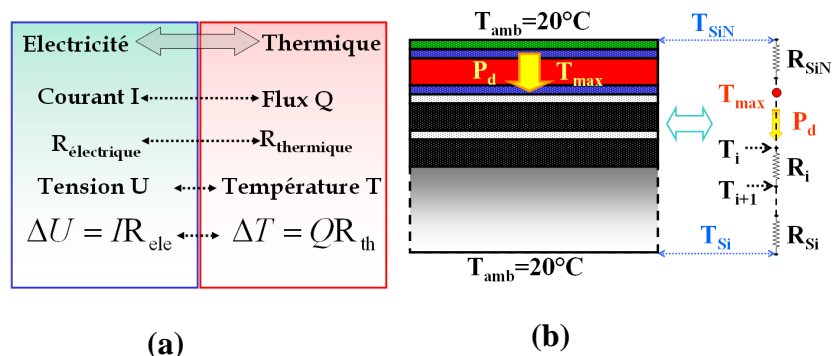 Electricité
Thermique
Courant I
Flux Q
Rélectrique
Rthermique
Tension U
Température T
ΔU = IRele
ΔT = QRth
(a)
Tamb=20°C
Pd
Tmax
Tamb=20°C
TSiN
RSiN
Tmax
Pd
Ti
Ri
Ti+1
TSi
RSi
(b)